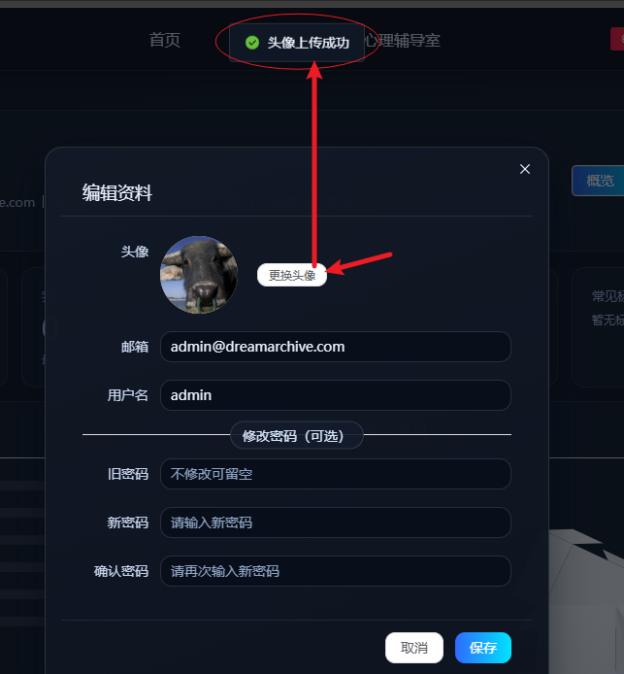 首页
头像上传成功
心理辅导室
概览
e.com
编辑资料
头像
更换头像
常见标
暂无标
邮箱
admin@dreamarchive.com
用户名
admin
修改密码（可选）
旧密码
不修改可留空
新密码
请输入新密码
确认密码
请再次输入新密码
取消
保存